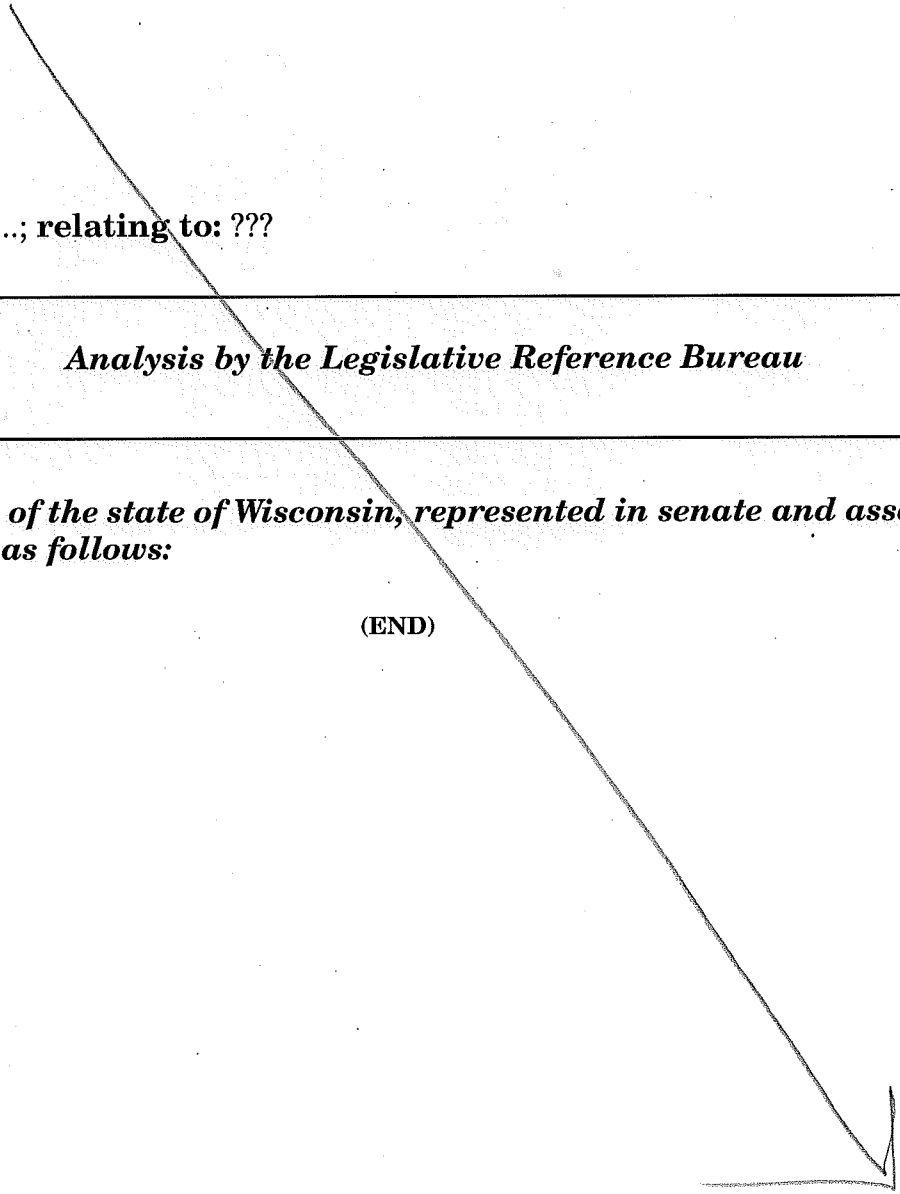 ..; relating to: ???
Analysis by the Legislative Reference Bureau
of the state of Wisconsin, represented in senate and ass
as follows:
(END)